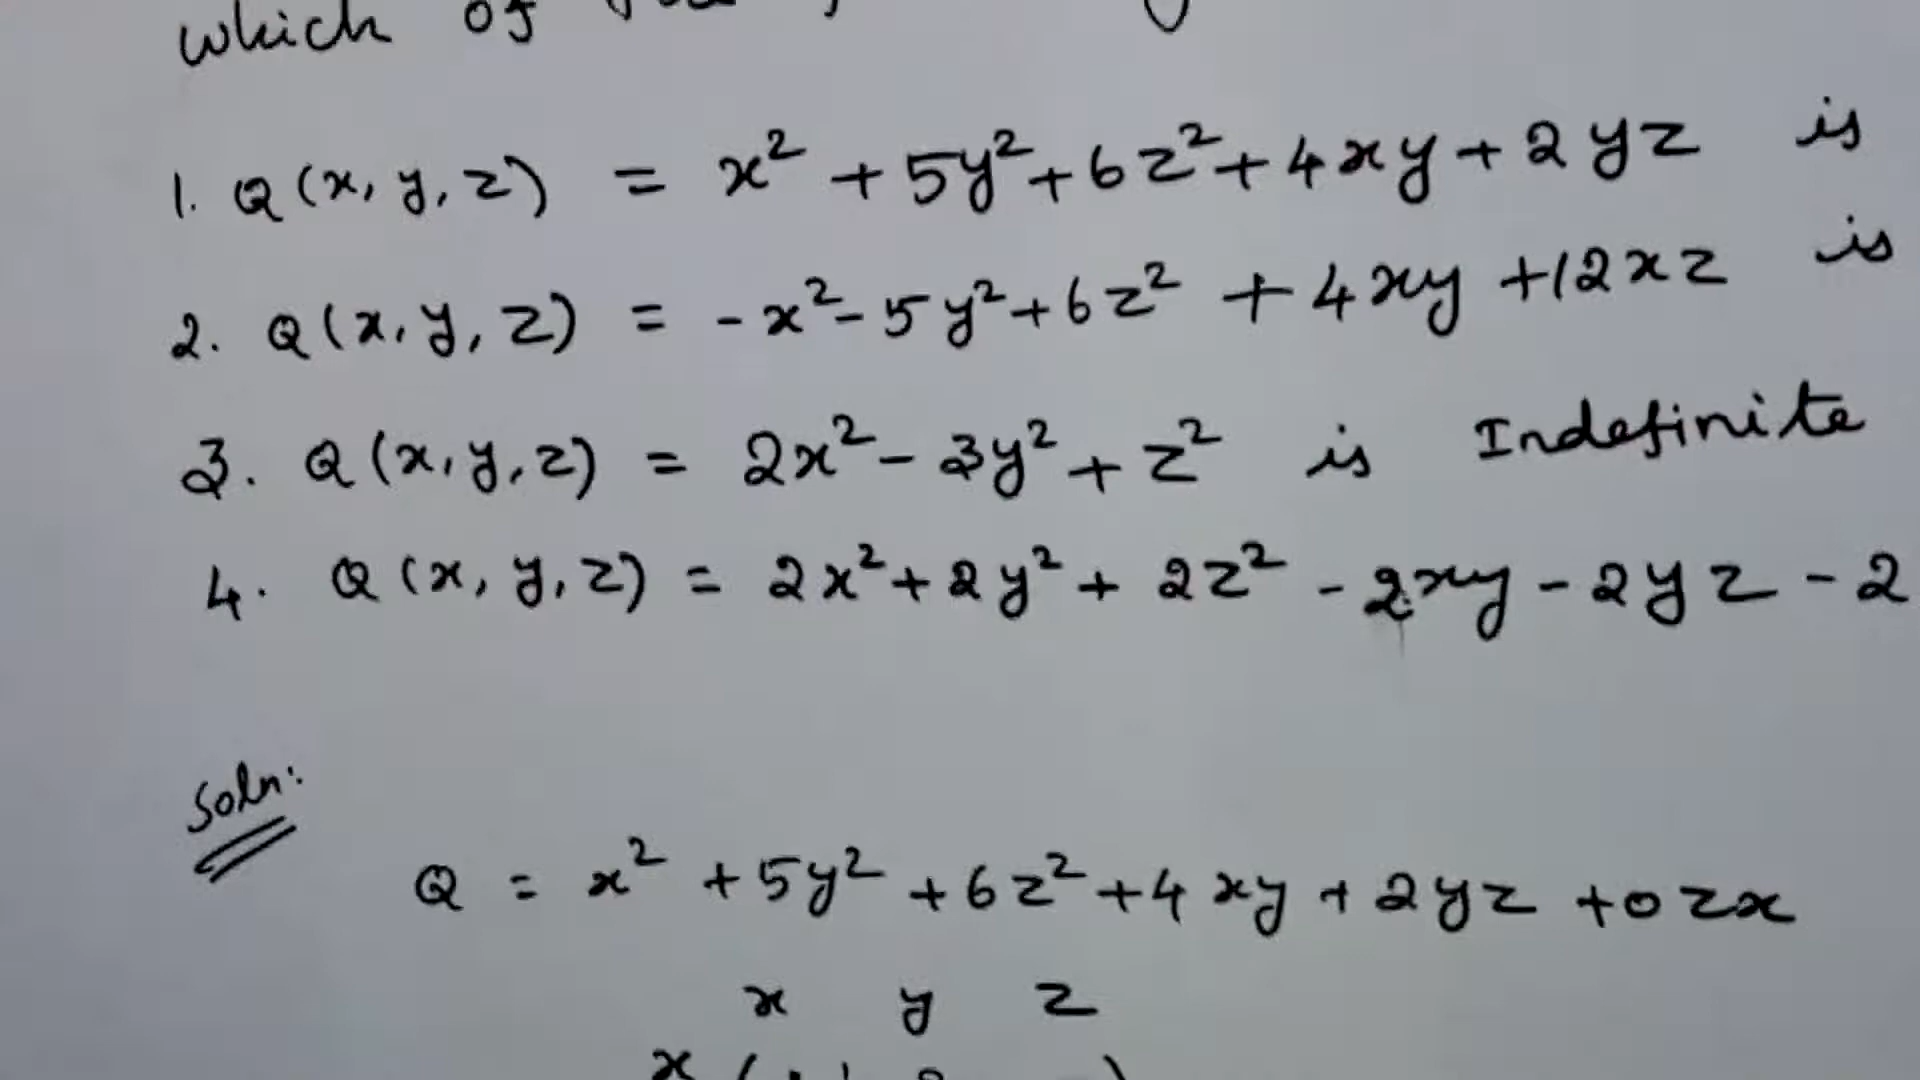 which of
1. Q(x, y, z) = x² + 5y² + 6z² + 4xy + 2yz is
2. Q(x, y, z) = -x² - 5y² + 6z² + 4xy + 12xz is
3. Q(x, y, z) = 2x² - 3y² + z² is Indefinite
4. Q(x, y, z) = 2x² + 2y² + 2z² - 2xy - 2yz - 2
Soln:
Q = x² + 5y² + 6z² + 4xy + 2yz + 0zx
x y z
x